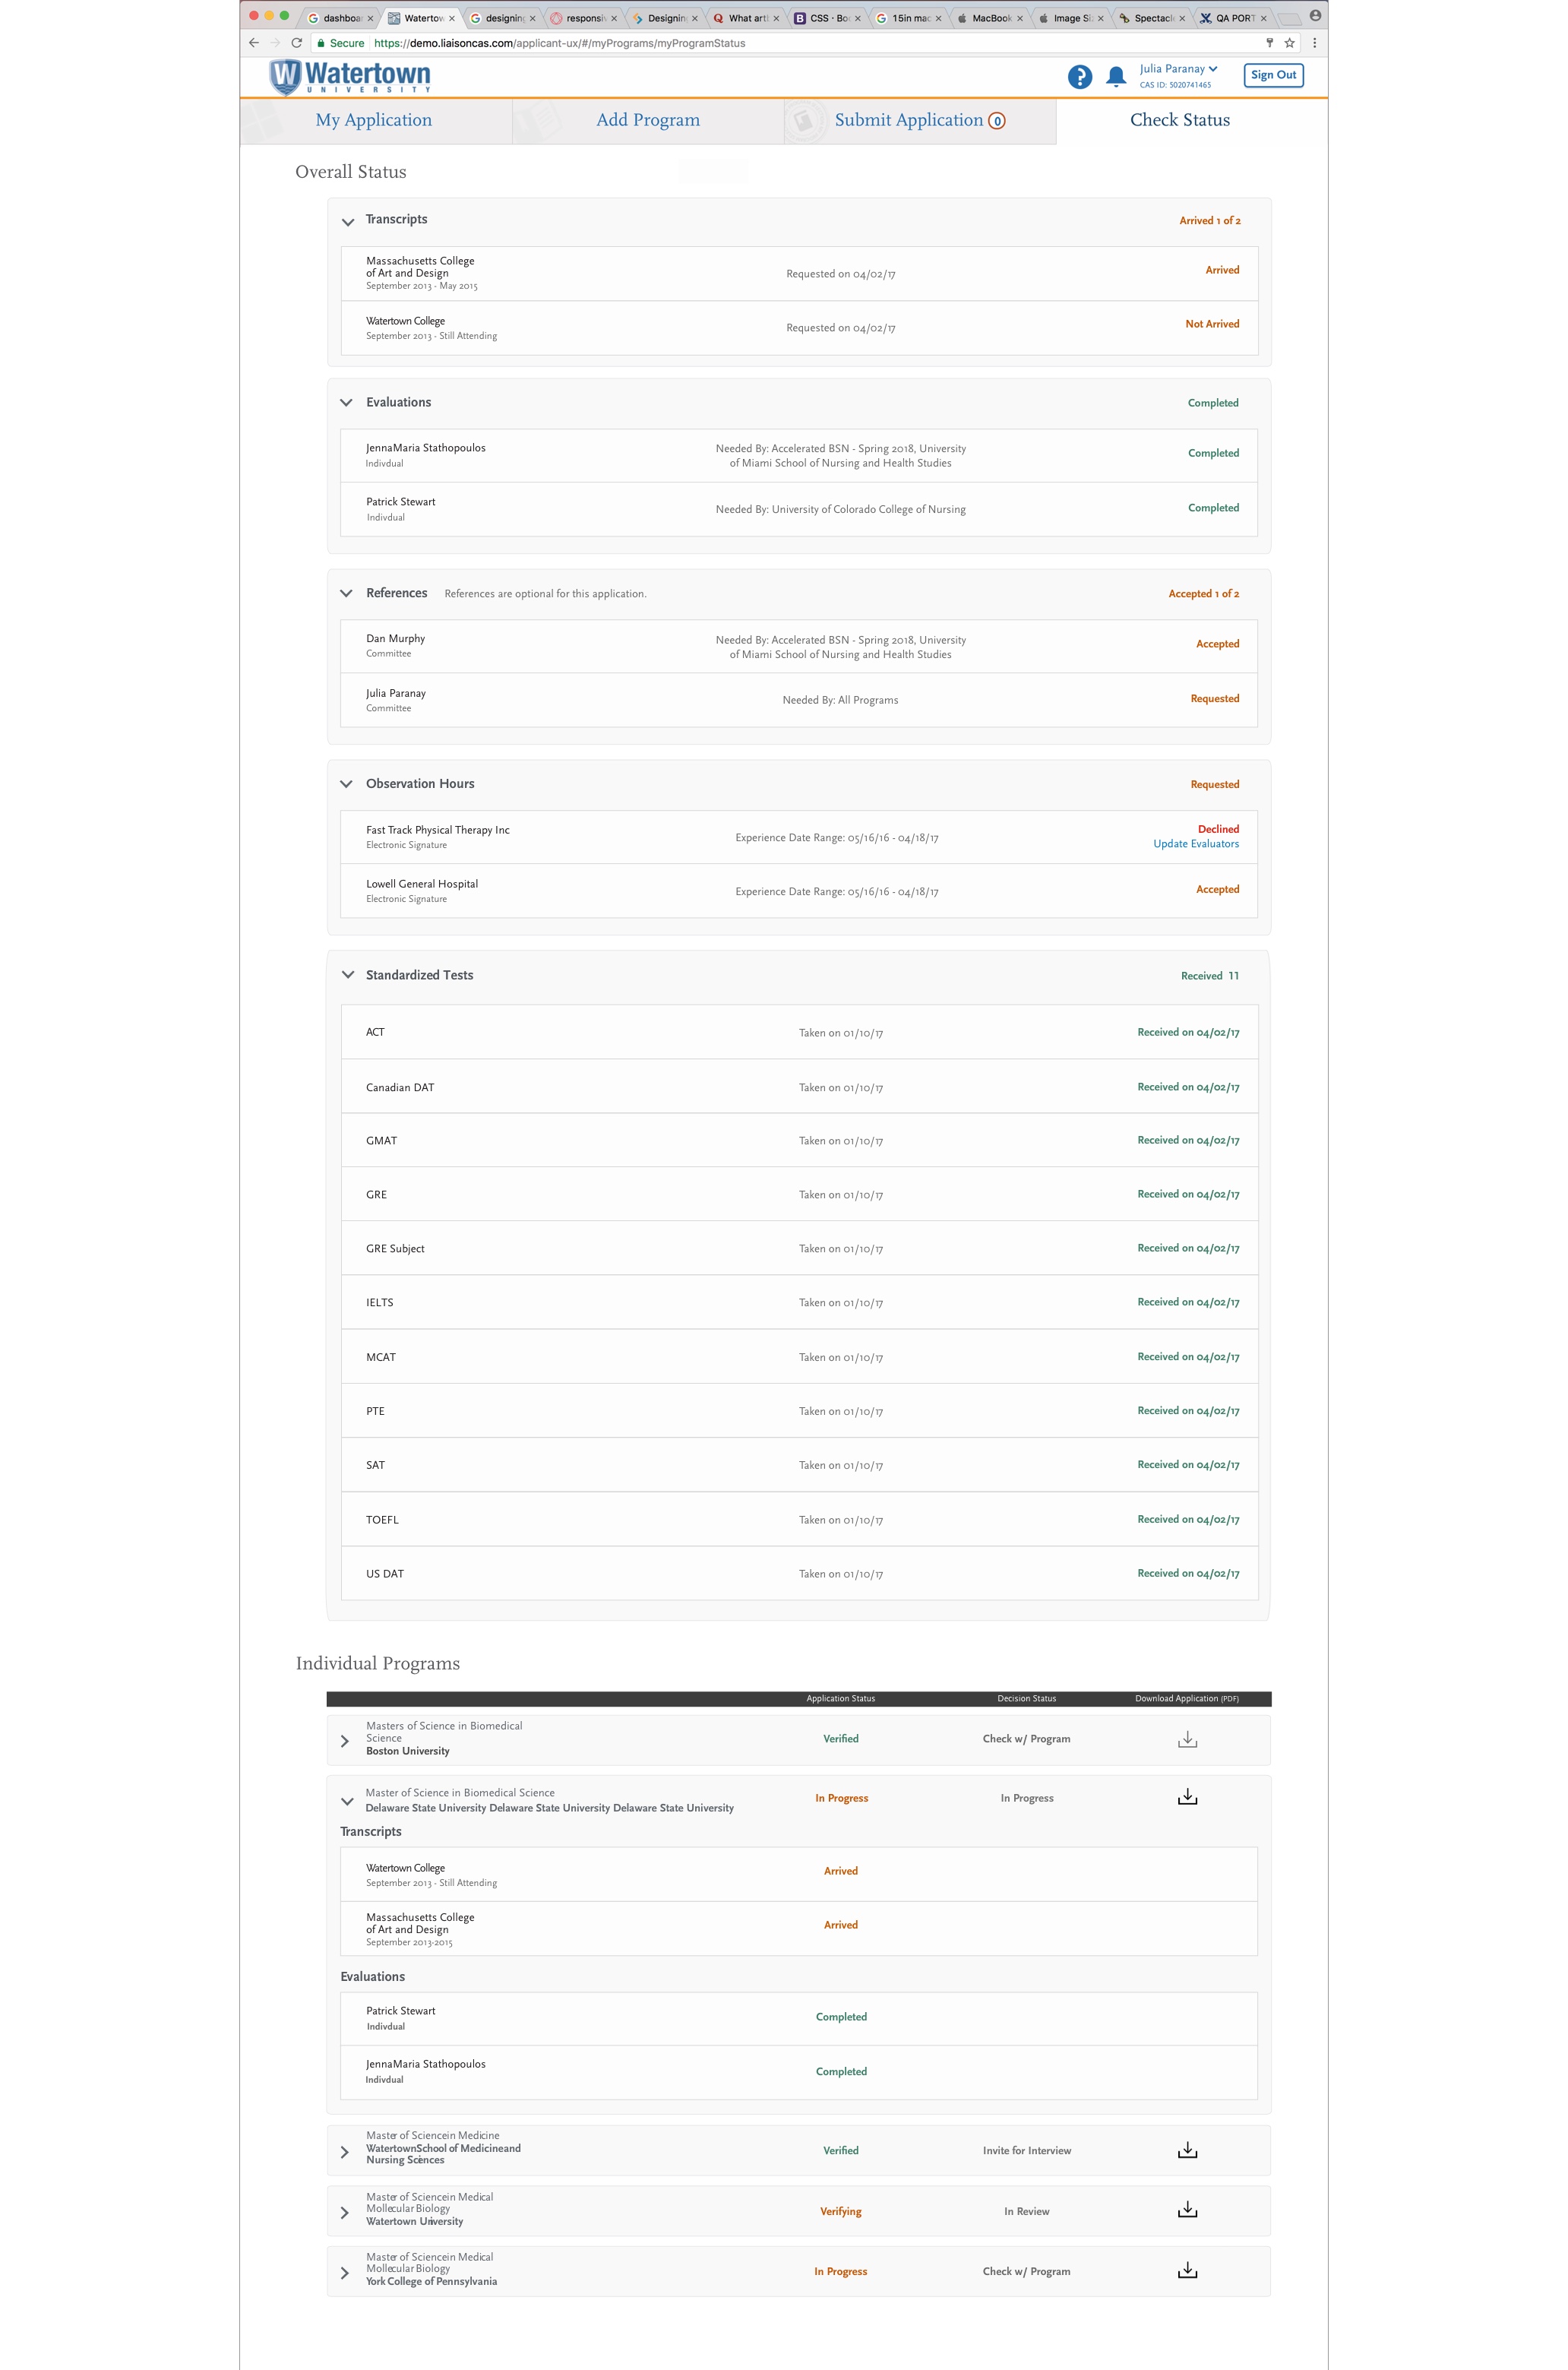 dashboa
Watertow
designing
responsiv
Designin
What arti
CSS · Bo
15in mac
MacBook
Image Si
Spectacl
QA PORT
Secure https://demo.liaisoncas.com/applicant-ux/#/myPrograms/myProgramStatus
Watertown
UNIVERSITY
Julia Paranay
CAS ID: 5020741465
Sign Out
My Application
Add Program
Submit Application 0
Check Status
Overall Status
Transcripts
Arrived 1 of 2
Massachusetts College
of Art and Design
September 2013 - May 2015
Requested on 04/02/17
Arrived
Watertown College
September 2013 - Still Attending
Requested on 04/02/17
Not Arrived
Evaluations
Completed
JennaMaria Stathopoulos
Indivdual
Needed By: Accelerated BSN - Spring 2018, University
of Miami School of Nursing and Health Studies
Completed
Patrick Stewart
Indivdual
Needed By: University of Colorado College of Nursing
Completed
References References are optional for this application.
Accepted 1 of 2
Dan Murphy
Committee
Needed By: Accelerated BSN - Spring 2018, University
of Miami School of Nursing and Health Studies
Accepted
Julia Paranay
Committee
Needed By: All Programs
Requested
Observation Hours
Requested
Fast Track Physical Therapy Inc
Electronic Signature
Experience Date Range: 05/16/16 - 04/18/17
Declined
Update Evaluators
Lowell General Hospital
Electronic Signature
Experience Date Range: 05/16/16 - 04/18/17
Accepted
Standardized Tests
Received 11
ACT Taken on 01/10/17 Received on 04/02/17
Canadian DAT Taken on 01/10/17 Received on 04/02/17
GMAT Taken on 01/10/17 Received on 04/02/17
GRE Taken on 01/10/17 Received on 04/02/17
GRE Subject Taken on 01/10/17 Received on 04/02/17
IELTS Taken on 01/10/17 Received on 04/02/17
MCAT Taken on 01/10/17 Received on 04/02/17
PTE Taken on 01/10/17 Received on 04/02/17
SAT Taken on 01/10/17 Received on 04/02/17
TOEFL Taken on 01/10/17 Received on 04/02/17
US DAT Taken on 01/10/17 Received on 04/02/17
Individual Programs
Application Status Decision Status Download Application (PDF)
Masters of Science in Biomedical
Science
Boston University
Verified
Check w/ Program
Master of Science in Biomedical Science
Delaware State University Delaware State University Delaware State University
In Progress
In Progress
Transcripts
Watertown College
September 2013 - Still Attending
Arrived
Massachusetts College
of Art and Design
September 2013-2015
Arrived
Evaluations
Patrick Stewart
Indivdual
Completed
JennaMaria Stathopoulos
Indivdual
Completed
Master of Sciencein Medicine
WatertownSchool of Medicineand
Nursing Sciences
Verified
Invite for Interview
Master of Sciencein Medical
Molecular Biology
Watertown University
Verifying
In Review
Master of Sciencein Medical
Molecular Biology
York College of Pennsylvania
In Progress
Check w/ Program